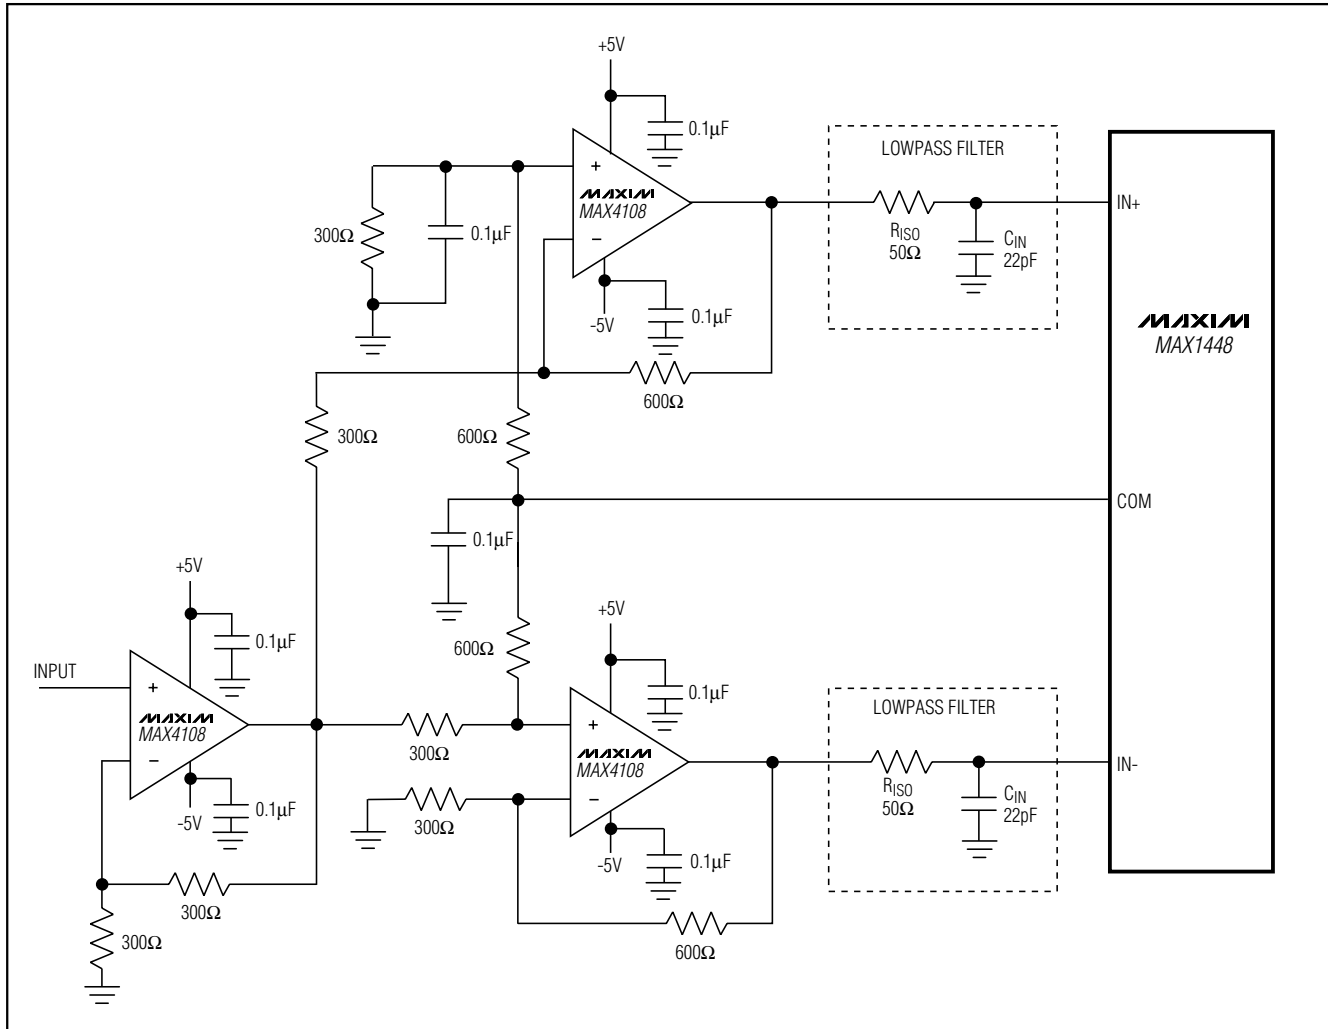 +5V
0.1µF
LOWPASS FILTER
MAXIM
MAX4108
+
−
300Ω
0.1µF
-5V
0.1µF
RISO
50Ω
CIN
22pF
IN+
MAXIM
MAX1448
600Ω
300Ω
600Ω
COM
0.1µF
+5V
0.1µF
INPUT
+
−
MAXIM
MAX4108
-5V
0.1µF
300Ω
300Ω
600Ω
+5V
0.1µF
300Ω
+
−
MAXIM
MAX4108
300Ω
-5V
0.1µF
600Ω
LOWPASS FILTER
RISO
50Ω
CIN
22pF
IN-